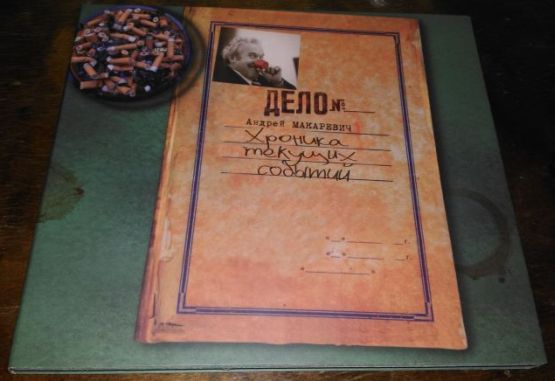 ДЕЛО №
Андрей МАКАРЕВИЧ
Хроника
текущих
событий
г.
г.